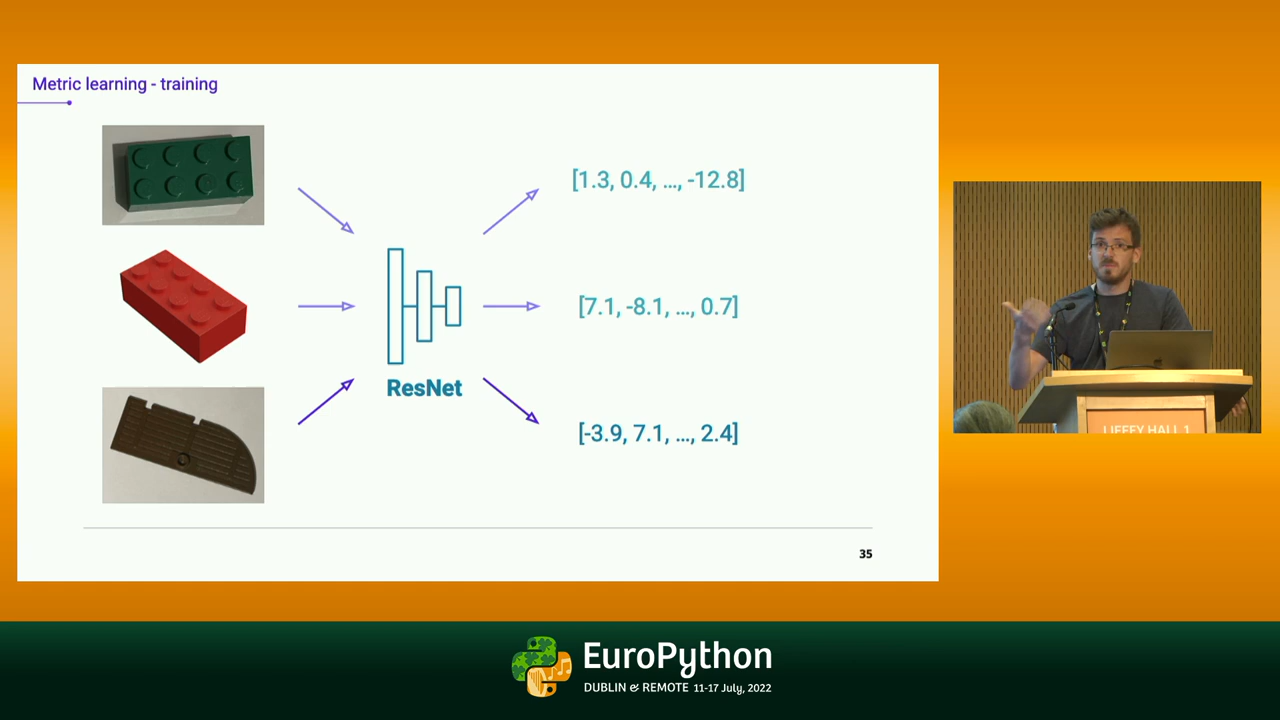 Metric learning - training
[1.3, 0.4, ..., -12.8]
[7.1, -8.1, ..., 0.7]
ResNet
[-3.9, 7.1, ..., 2.4]
35
LIFFEY HALL 1
EuroPython
DUBLIN & REMOTE 11-17 July, 2022